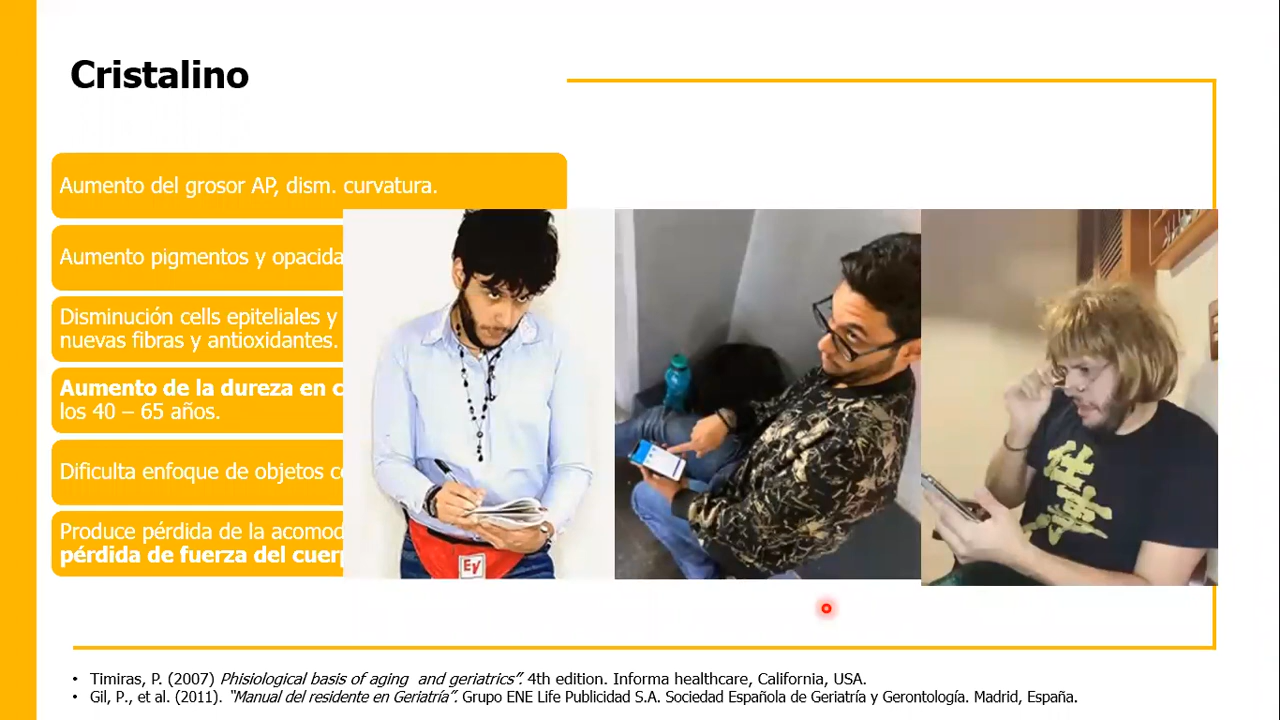 Cristalino
Aumento del grosor AP, dism. curvatura.
Aumento pigmentos y opacida
Disminución cells epiteliales y
nuevas fibras y antioxidantes.
Aumento de la dureza en c
los 40 – 65 años.
Dificulta enfoque de objetos c
Produce pérdida de la acomod
pérdida de fuerza del cuerp
EV
仕
事
• Timiras, P. (2007) Phisiological basis of aging and geriatrics”. 4th edition. Informa healthcare, California, USA.
• Gil, P., et al. (2011). “Manual del residente en Geriatría”. Grupo ENE Life Publicidad S.A. Sociedad Española de Geriatría y Gerontología. Madrid, España.